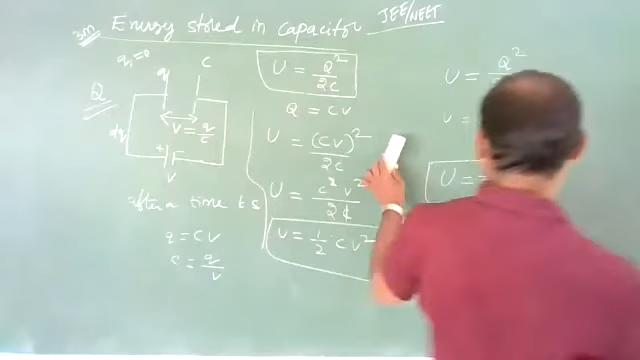 3m Energy stored in capacitor JEE/NEET
q₁=0
q c
Q
dq
V = q/c
+ -
V
after a time t s
q = CV
c = q/V
U = Q²/2c
Q = CV
U = (CV)²/2c
U = c²V²/2c
U = 1/2 · CV²
U = Q²
U =
U =